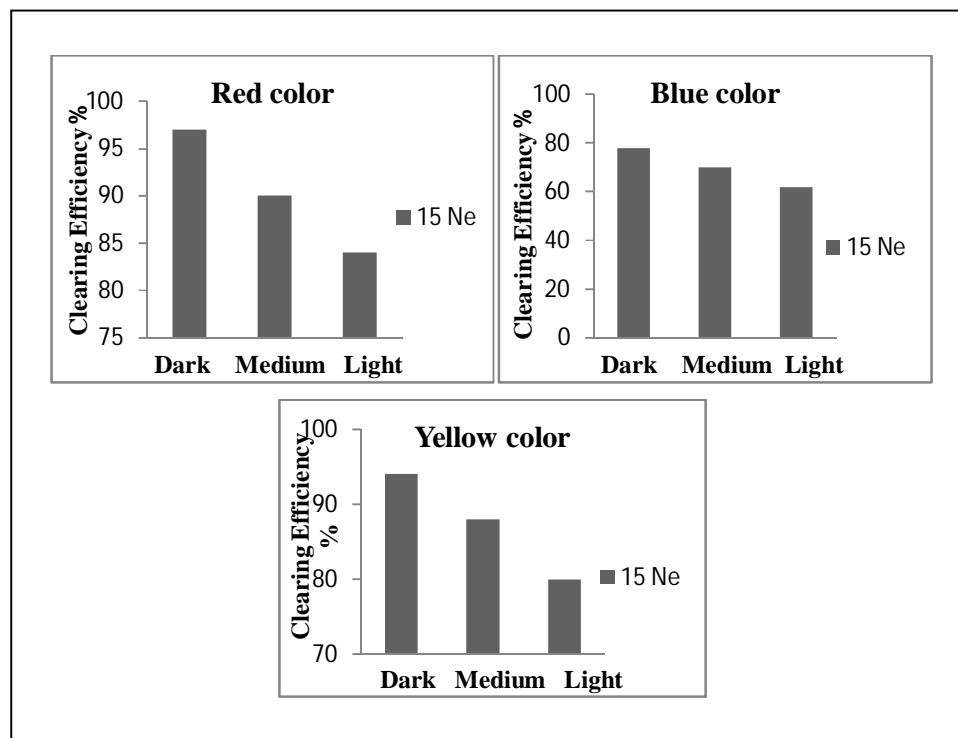 Red color
Clearing Efficiency %
100
95
90
85
80
75
Dark Medium Light
15 Ne
Blue color
Clearing Efficiency %
100
80
60
40
20
0
Dark Medium Light
15 Ne
Yellow color
Clearing Efficiency
%
100
90
80
70
Dark Medium Light
15 Ne